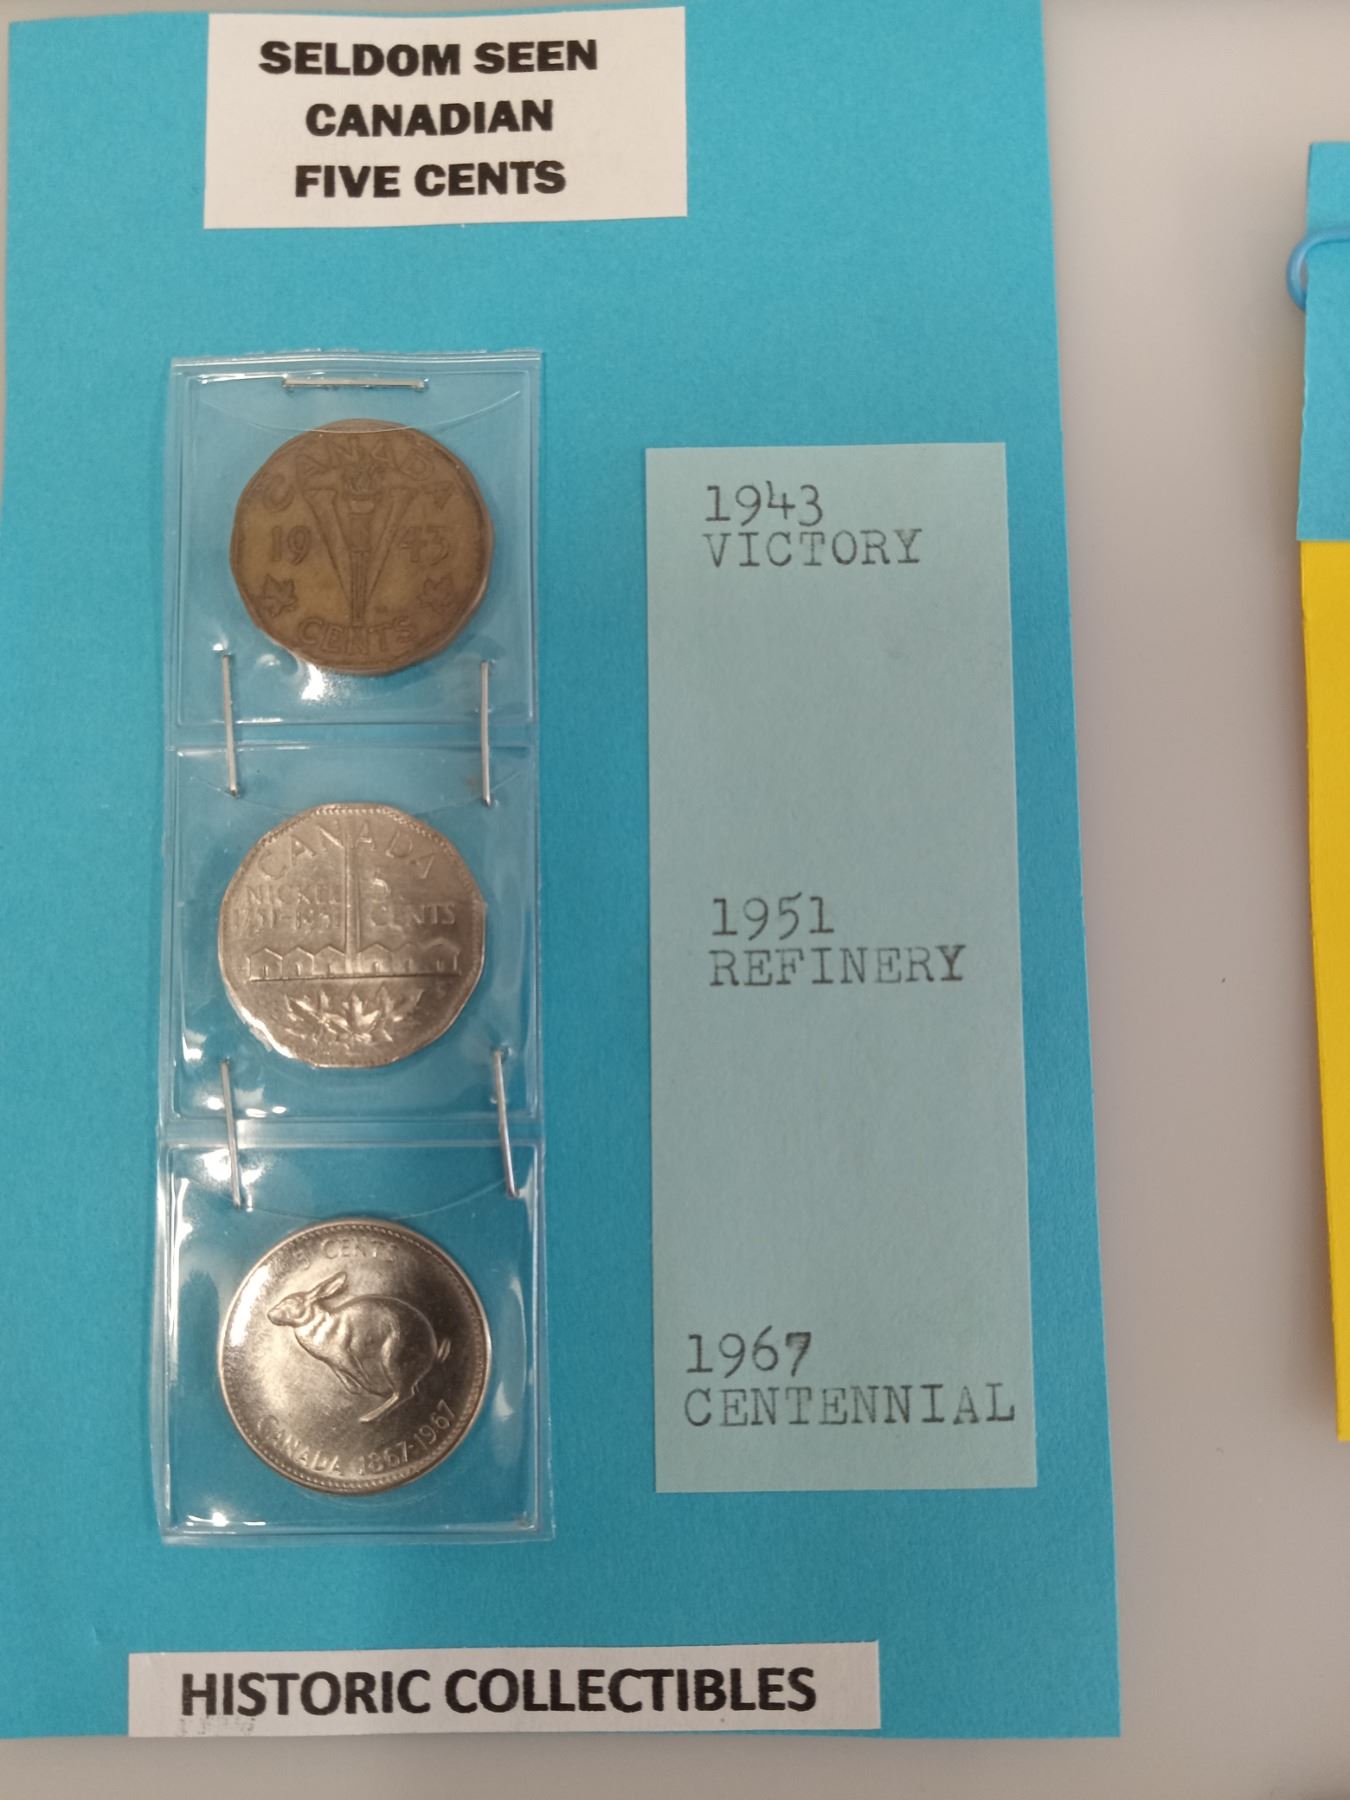 SELDOM SEEN
CANADIAN
FIVE CENTS
CANADA
19 43
CENTS
1943
VICTORY
CANADA
NICKEL 5
1751-1951 CENTS
1951
REFINERY
5 CENTS
CANADA 1867-1967
1967
CENTENNIAL
HISTORIC COLLECTIBLES